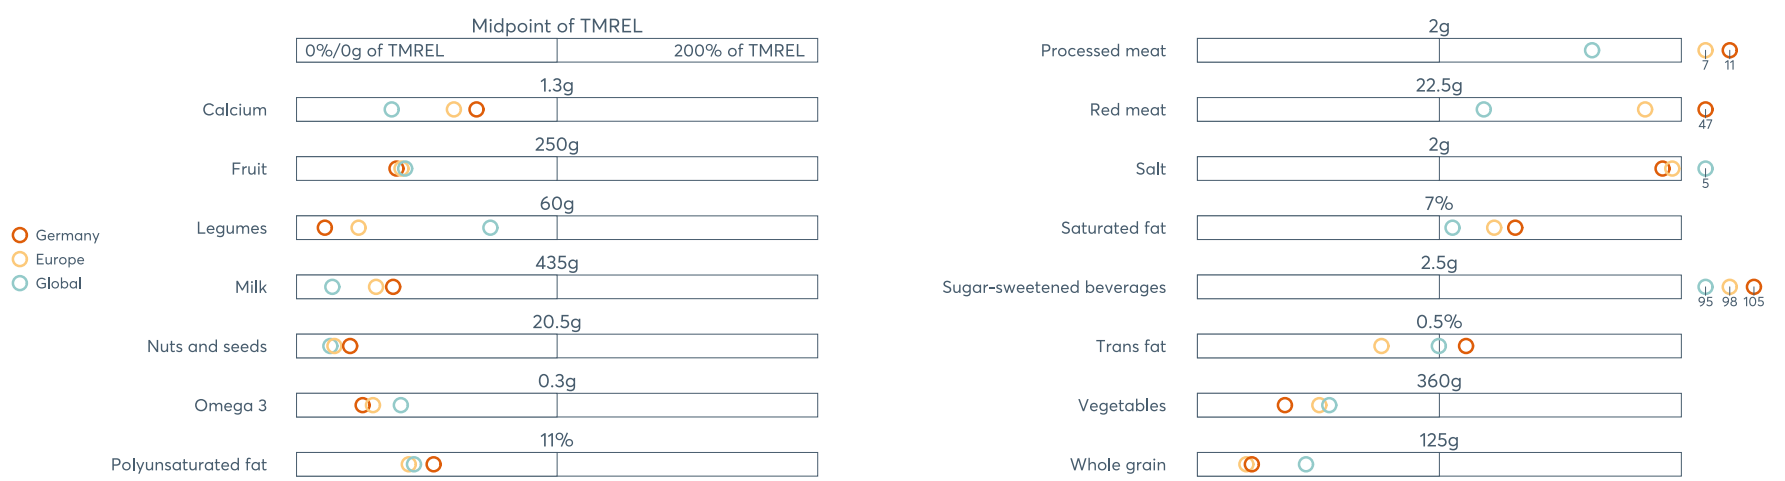 Midpoint of TMREL
0%/0g of TMREL 200% of TMREL
1.3g
Calcium
250g
Fruit
60g
Legumes
435g
Milk
20.5g
Nuts and seeds
0.3g
Omega 3
11%
Polyunsaturated fat
Germany
Europe
Global
2g
Processed meat
7 11
22.5g
Red meat
47
2g
Salt
5
7%
Saturated fat
2.5g
Sugar-sweetened beverages
95 98 105
0.5%
Trans fat
360g
Vegetables
125g
Whole grain